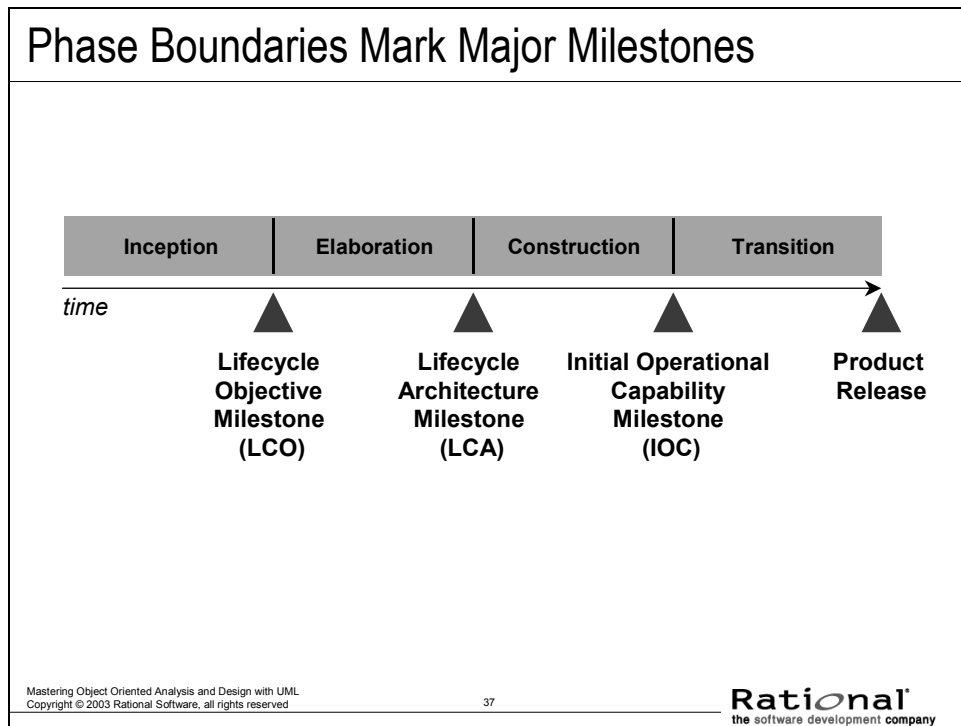 Phase Boundaries Mark Major Milestones
Inception Elaboration Construction Transition
time
Lifecycle
Objective
Milestone
(LCO)
Lifecycle
Architecture
Milestone
(LCA)
Initial Operational
Capability
Milestone
(IOC)
Product
Release
Mastering Object Oriented Analysis and Design with UML
Copyright © 2003 Rational Software, all rights reserved
37
Rational
the software development company